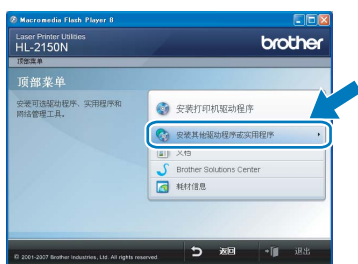 Macromedia Flash Player 8
Laser Printer Utilities
HL-2150N
brother
顶部菜单
顶部菜单
安装可选驱动程序、实用程序和
网络管理工具。
安装打印机驱动程序
安装其他驱动程序或实用程序
文档
Brother Solutions Center
耗材信息
© 2001-2007 Brother Industries, Ltd. All rights reserved.
返回
退出